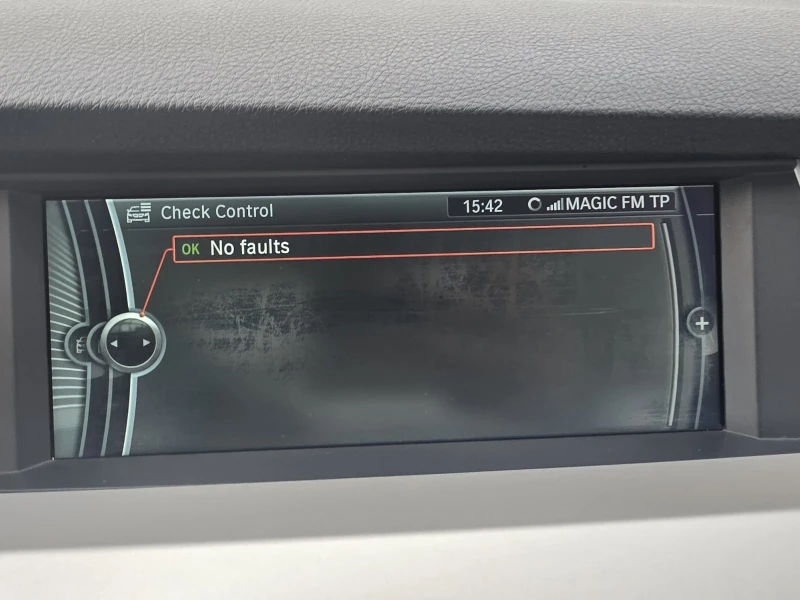 Check Control
15:42 MAGIC FM TP
OK No faults